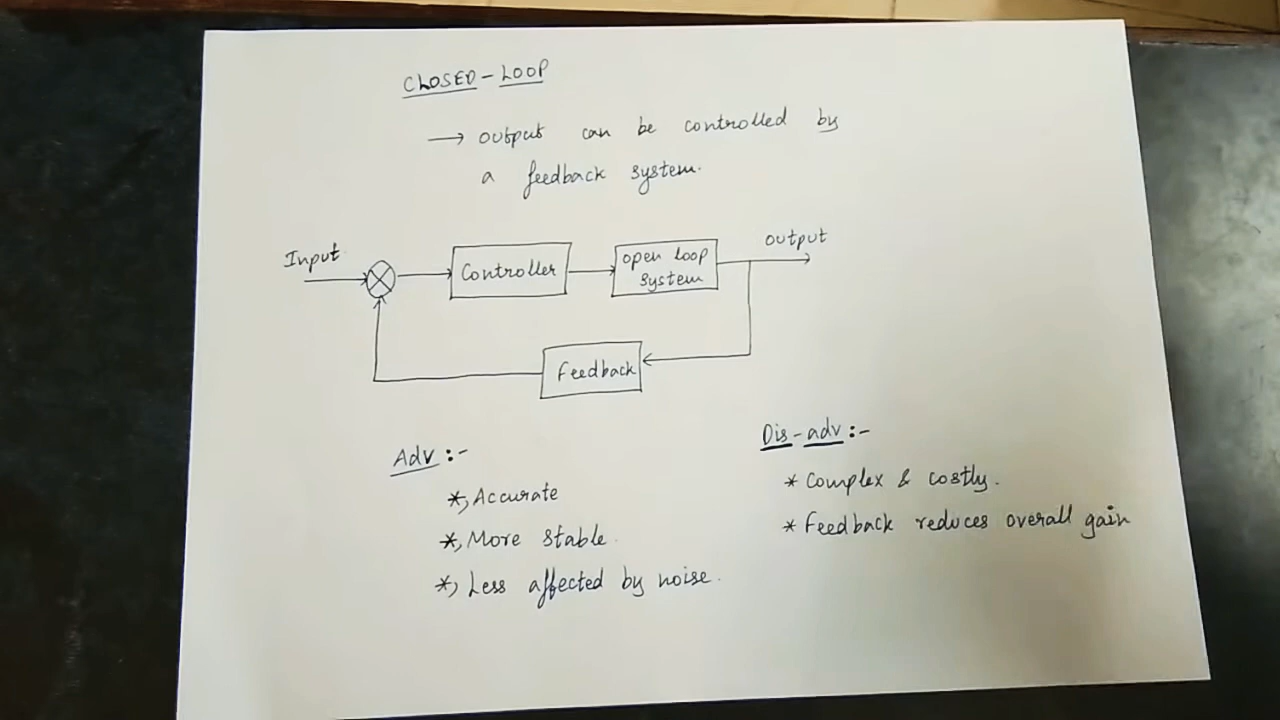 CLOSED-LOOP
→ output can be controlled by
a feedback system.
Input
Controller
open loop
system
output
Feedback
Adv :-
*, Accurate
*, More stable.
*, Less affected by noise.
Dis-adv :-
* Complex & costly.
* Feedback reduces overall gain